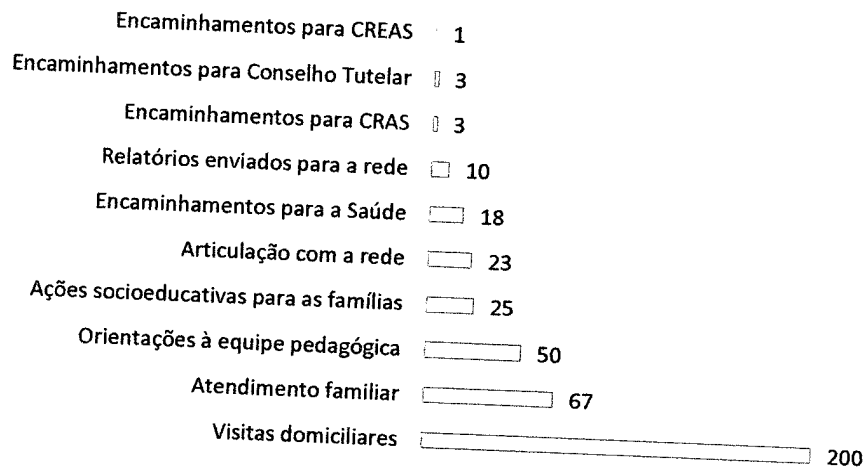 Encaminhamentos para CREAS 1
Encaminhamentos para Conselho Tutelar 3
Encaminhamentos para CRAS 3
Relatórios enviados para a rede 10
Encaminhamentos para a Saúde 18
Articulação com a rede 23
Ações socioeducativas para as famílias 25
Orientações à equipe pedagógica 50
Atendimento familiar 67
Visitas domiciliares 200